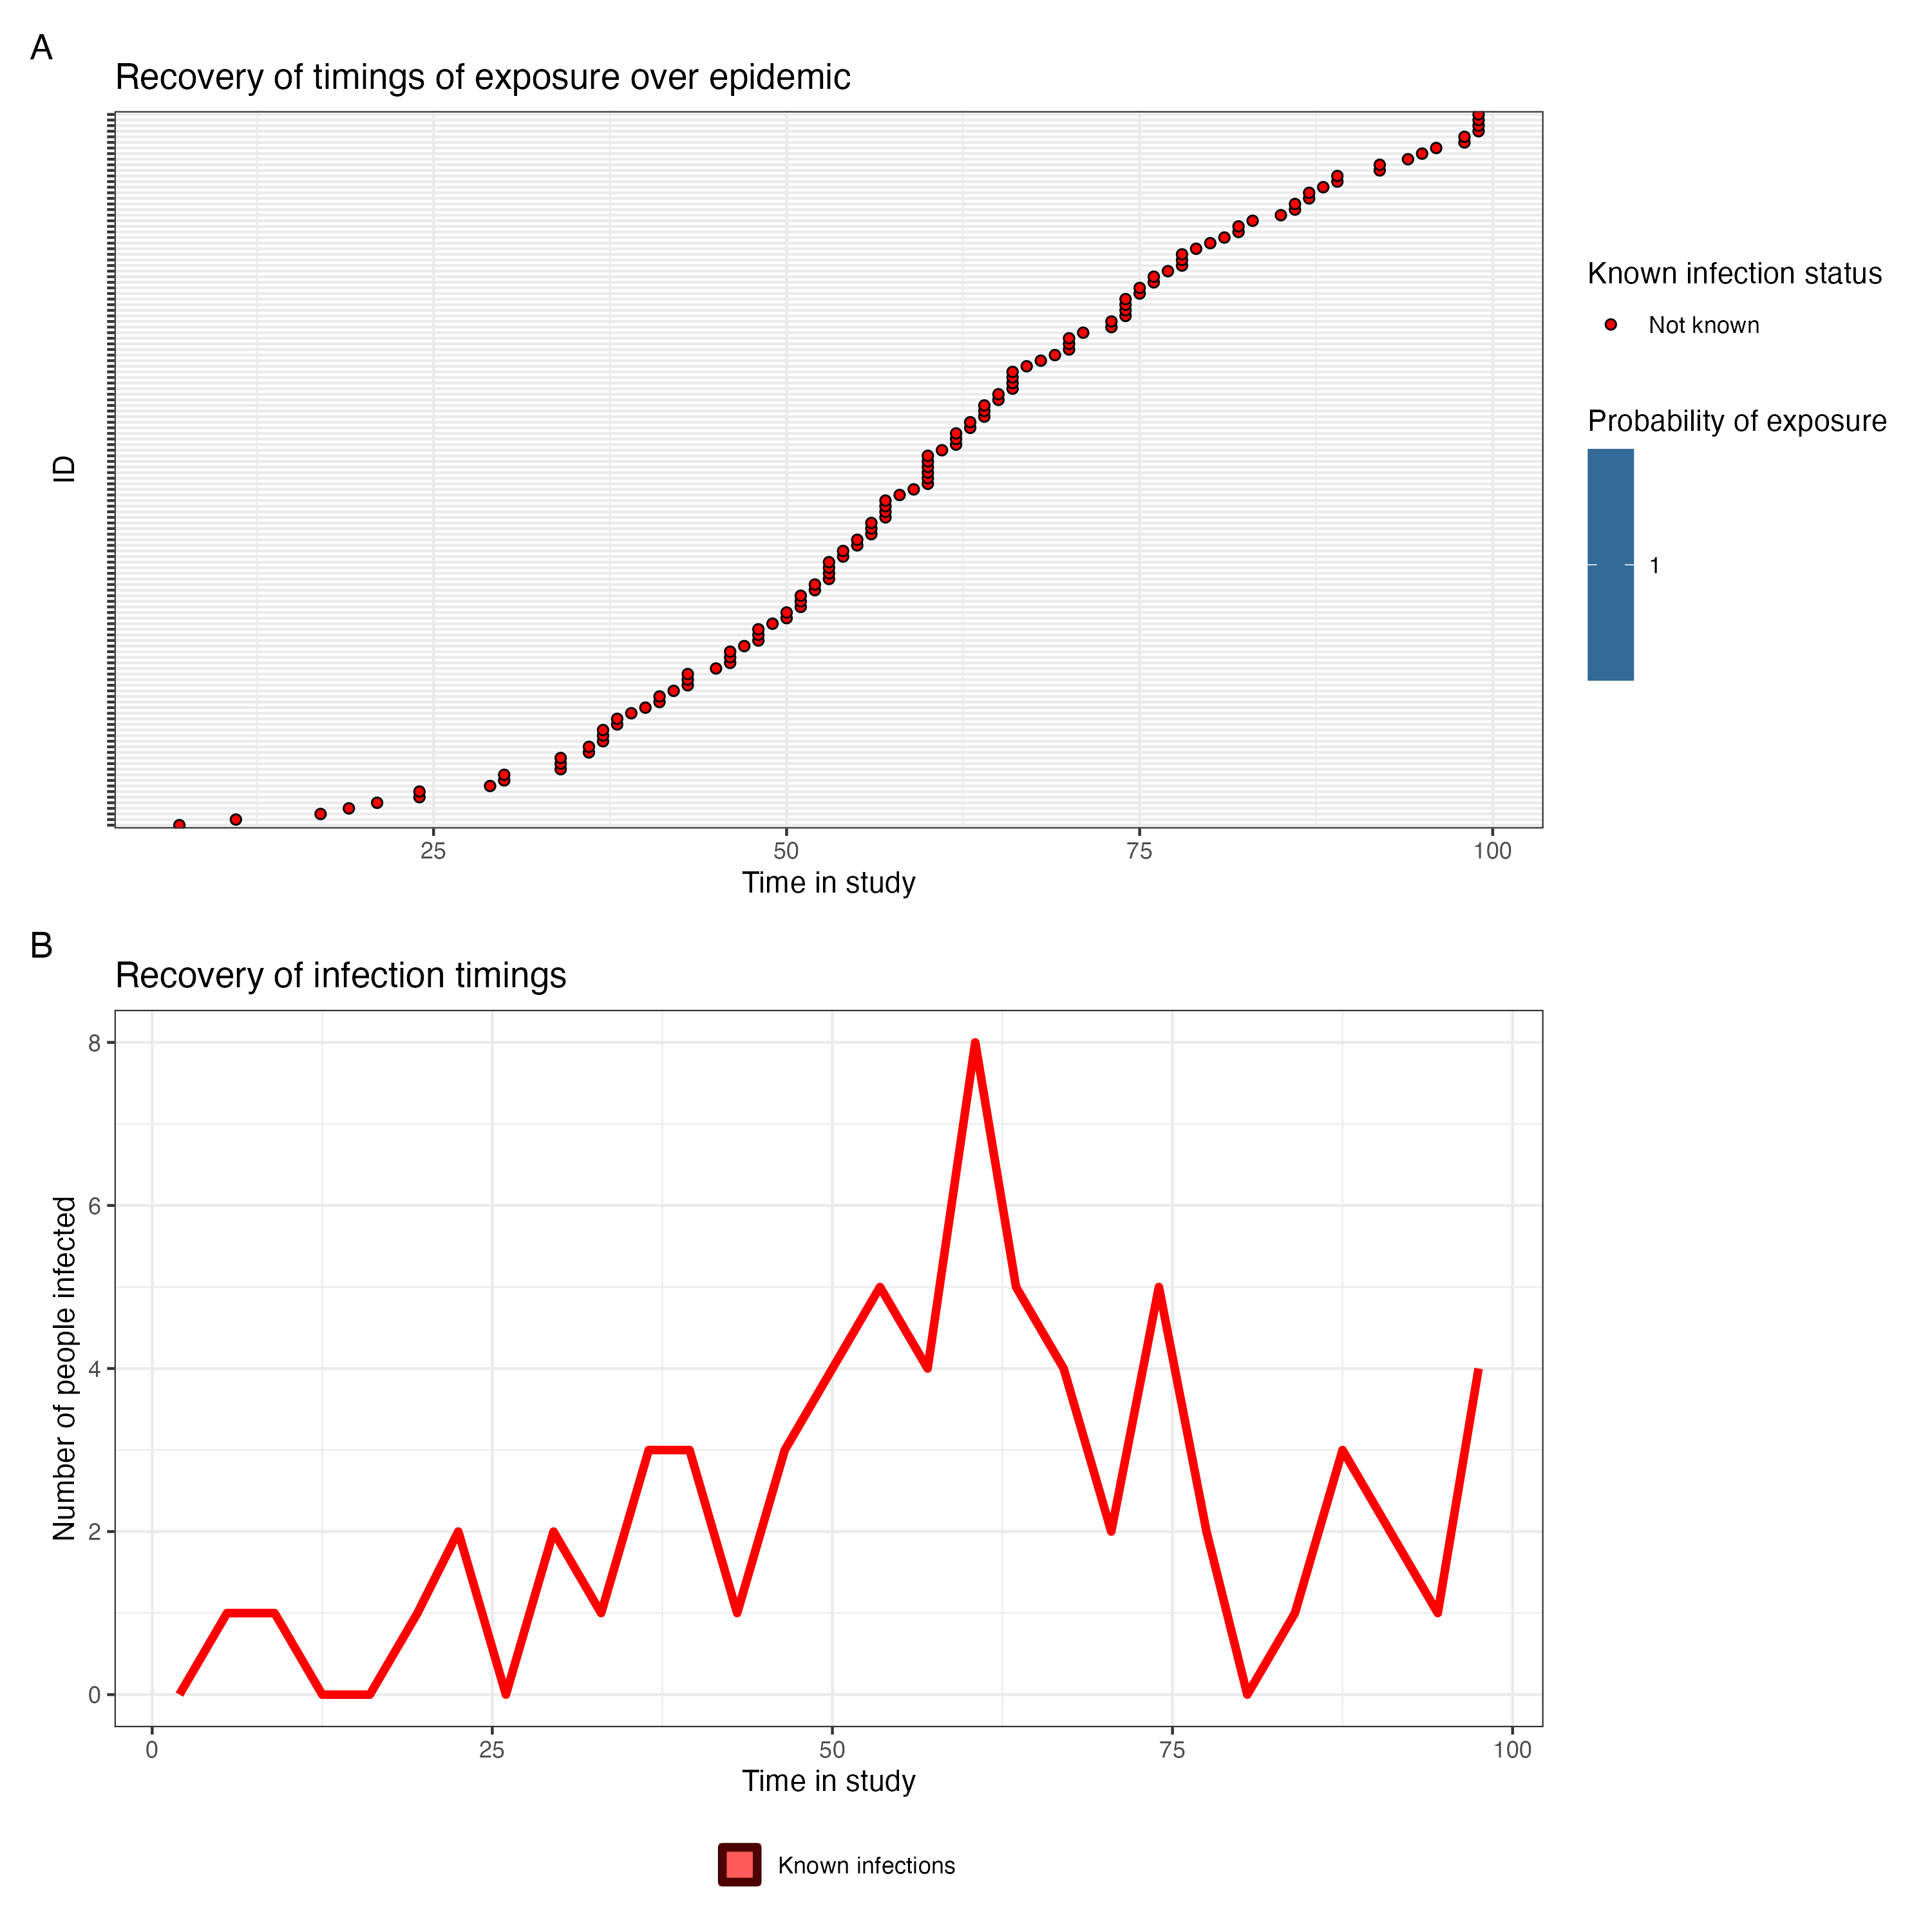 A
Recovery of timings of exposure over epidemic
ID
25 50 75 100
Time in study
Known infection status
Not known
Probability of exposure
1
B
Recovery of infection timings
Number of people infected
8
6
4
2
0
0 25 50 75 100
Time in study
Known infections